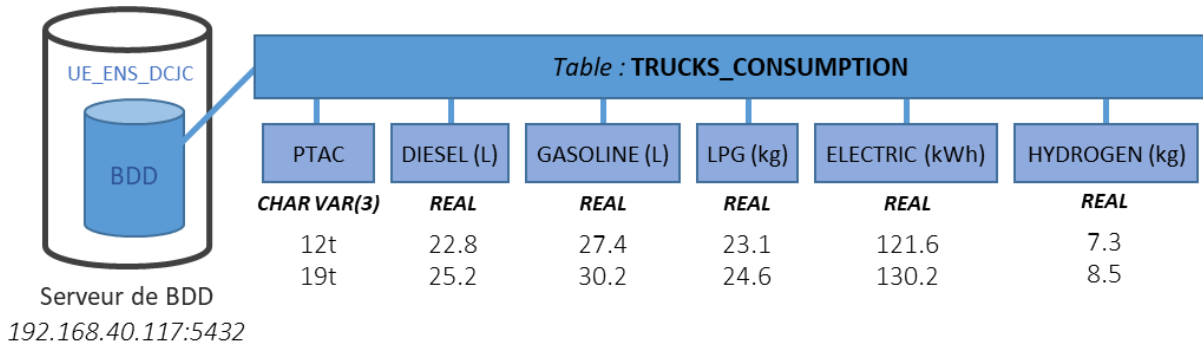 UE_ENS_DCJC
BDD
Serveur de BDD
192.168.40.117:5432
Table : TRUCKS_CONSUMPTION
PTAC DIESEL (L) GASOLINE (L) LPG (kg) ELECTRIC (kWh) HYDROGEN (kg)
CHAR VAR(3) REAL REAL REAL REAL REAL
12t 22.8 27.4 23.1 121.6 7.3
19t 25.2 30.2 24.6 130.2 8.5